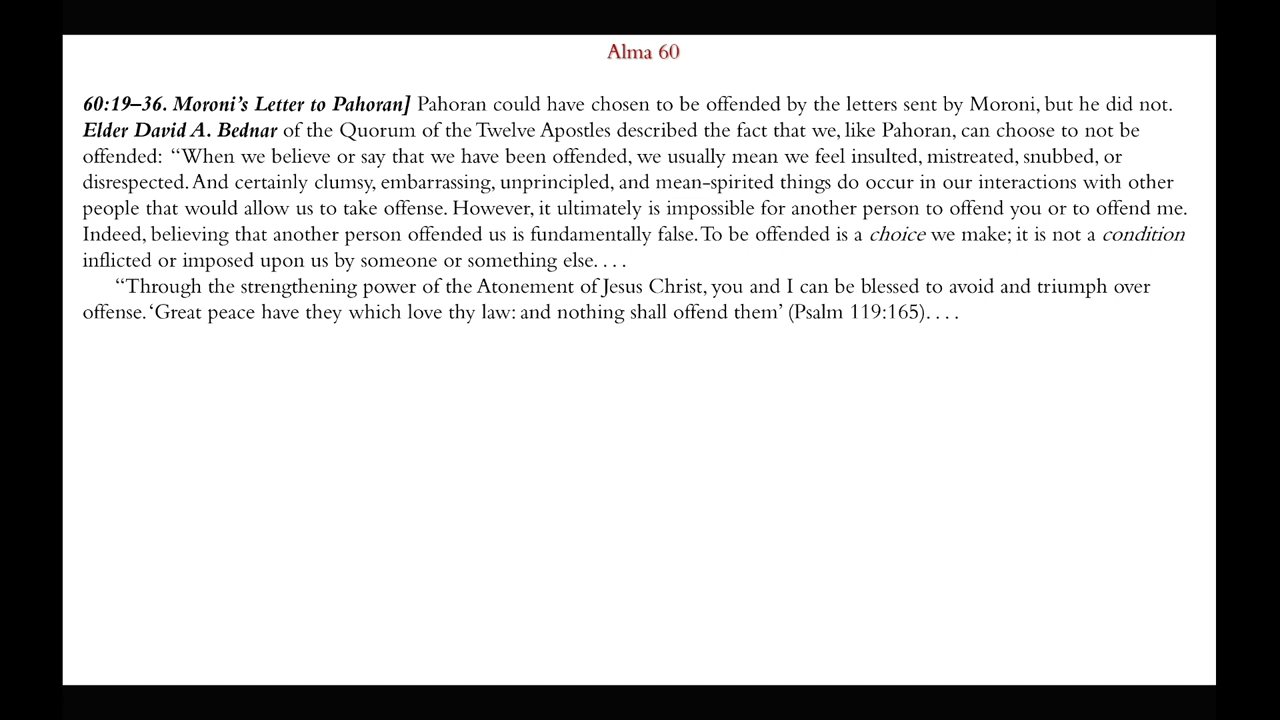 Alma 60
60:19–36. Moroni’s Letter to Pahoran] Pahoran could have chosen to be offended by the letters sent by Moroni, but he did not.
Elder David A. Bednar of the Quorum of the Twelve Apostles described the fact that we, like Pahoran, can choose to not be
offended: “When we believe or say that we have been offended, we usually mean we feel insulted, mistreated, snubbed, or
disrespected. And certainly clumsy, embarrassing, unprincipled, and mean-spirited things do occur in our interactions with other
people that would allow us to take offense. However, it ultimately is impossible for another person to offend you or to offend me.
Indeed, believing that another person offended us is fundamentally false. To be offended is a choice we make; it is not a condition
inflicted or imposed upon us by someone or something else. . . .
“Through the strengthening power of the Atonement of Jesus Christ, you and I can be blessed to avoid and triumph over
offense. ‘Great peace have they which love thy law: and nothing shall offend them’ (Psalm 119:165). . . .